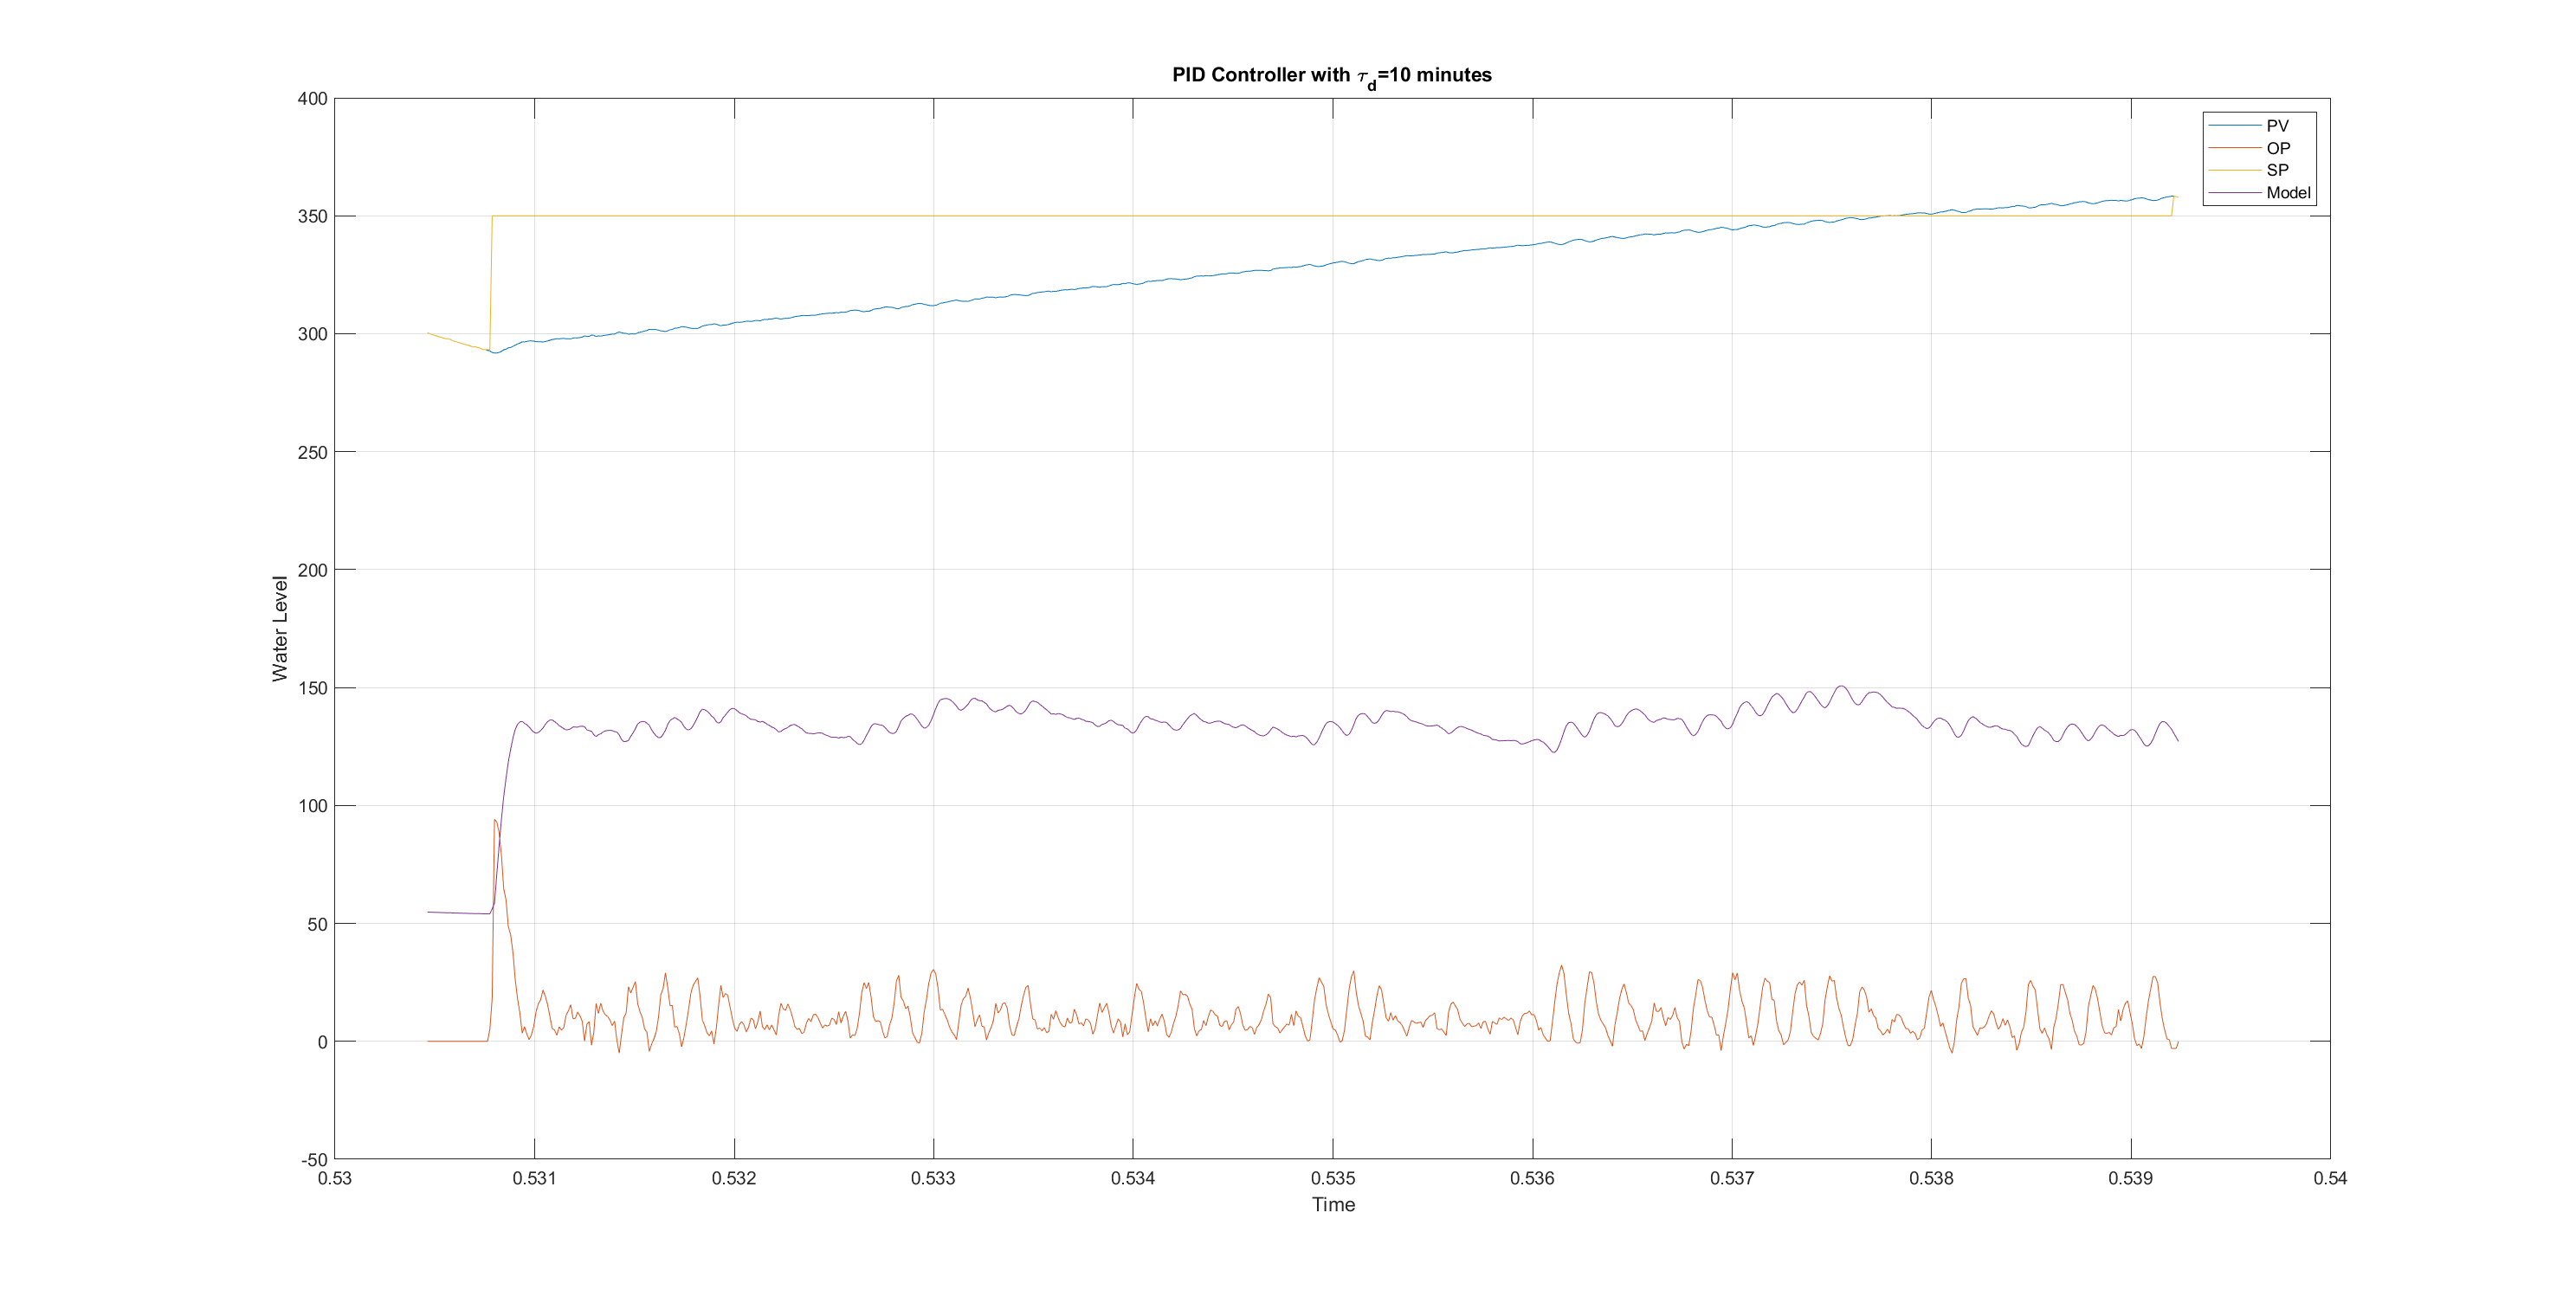 PID Controller with τd=10 minutes
400
350
300
250
200
150
100
50
0
-50
Water Level
PV
OP
SP
Model
0.53 0.531 0.532 0.533 0.534 0.535 0.536 0.537 0.538 0.539 0.54
Time